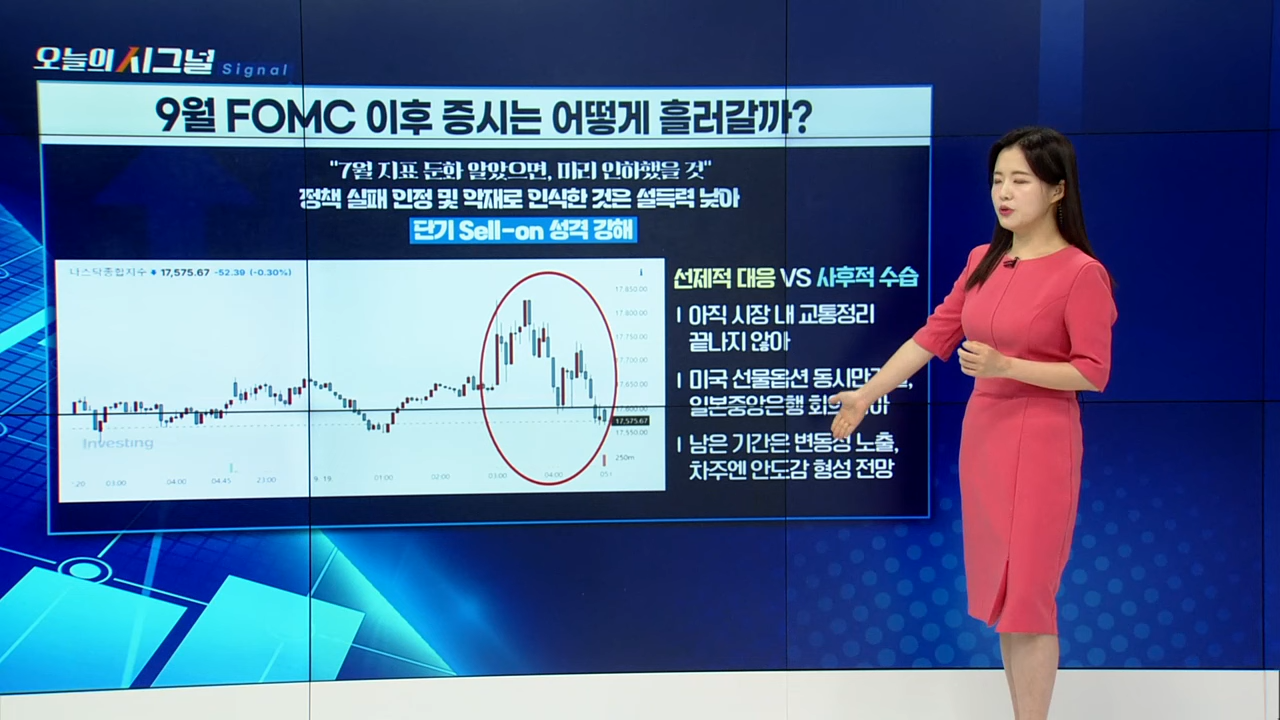 오늘의 시그널 Signal
9월 FOMC 이후 증시는 어떻게 흘러갈까?
"7월 지표 둔화 알았으면, 미리 인하했을 것"
정책 실패 인정 및 악재로 인식한 것은 설득력 낮아
단기 Sell-on 성격 강해
나스닥종합지수 17,575.67 -52.39 (-0.30%)
17 850.00
17 800.00
17 750.00
17 700.00
17 650.00
17 600.00
17,575.67
17 550.00
Investing
250m
03:00 04:00 04:45 23:00 9. 19. 01:00 02:00 03:00 04:00
선제적 대응 VS 사후적 수습
아직 시장 내 교통정리
끝나지 않아
미국 선물옵션
일본중앙은행
남은 기간은 변동성 노출,
차주엔 안도감 형성 전망